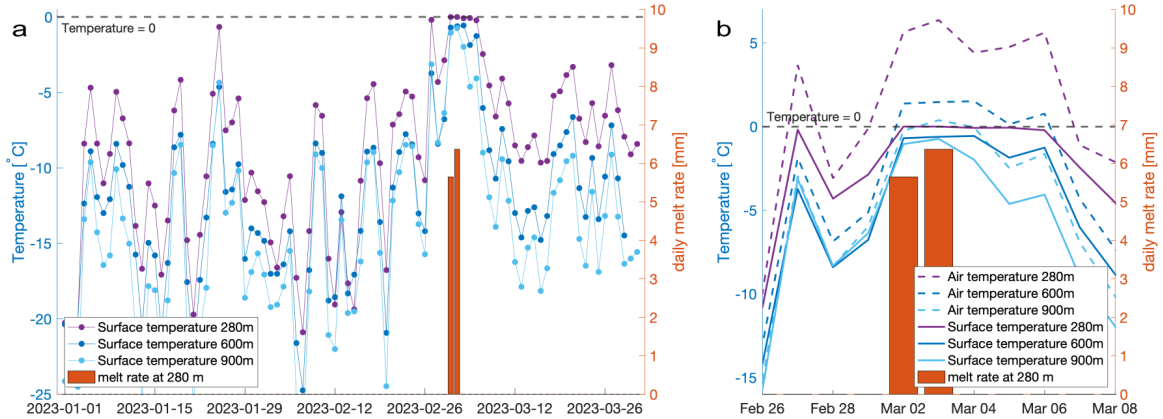 a
Temperature [°C]
0
-5
-10
-15
-20
-25
Temperature = 0
Surface temperature 280m
Surface temperature 600m
Surface temperature 900m
melt rate at 280 m
2023-01-01
2023-01-15
2023-01-29
2023-02-12
2023-02-26
2023-03-12
2023-03-26
10
9
8
7
6
5
4
3
2
1
0
daily melt rate [mm]
b
Temperature [°C]
5
0
-5
-10
-15
Temperature = 0
Air temperature 280m
Air temperature 600m
Air temperature 900m
Surface temperature 280m
Surface temperature 600m
Surface temperature 900m
melt rate at 280 m
Feb 26
Feb 28
Mar 02
Mar 04
Mar 06
Mar 08
10
9
8
7
6
5
4
3
2
1
0
daily melt rate [mm]